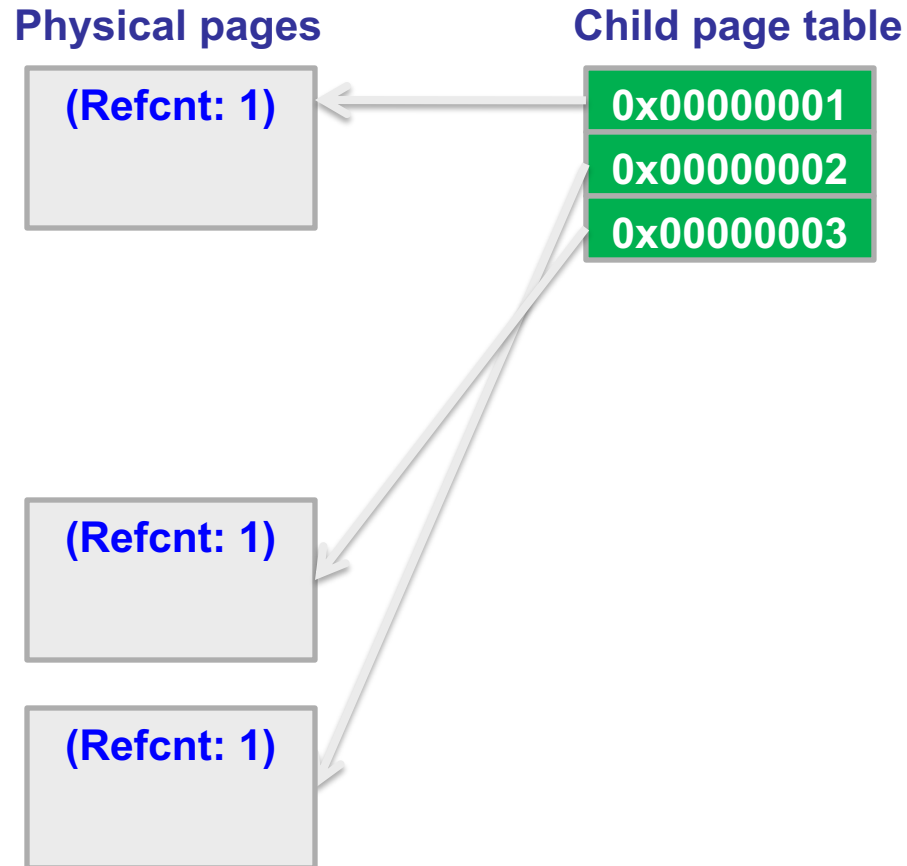 Physical pages
Child page table
(Refcnt: 1)
0x00000001
0x00000002
0x00000003
(Refcnt: 1)
(Refcnt: 1)